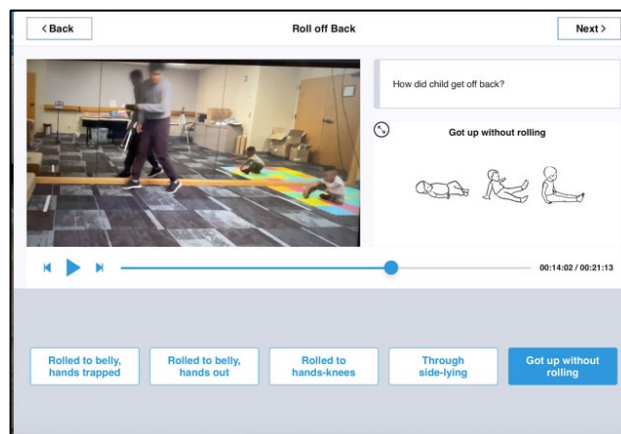 < Back
Roll off Back
Next >
How did child get off back?
Got up without rolling
00:14:02 / 00:21:13
Rolled to belly,
hands trapped
Rolled to belly,
hands out
Rolled to
hands-knees
Through
side-lying
Got up without
rolling